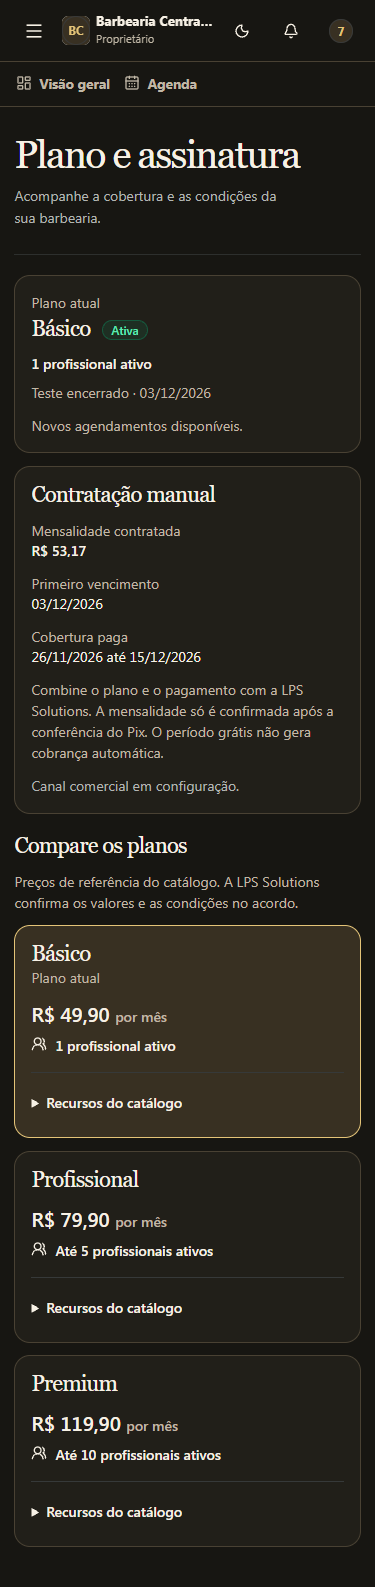 BC
Barbearia Centra...
Proprietário
7
Visão geral
Agenda
Plano e assinatura
Acompanhe a cobertura e as condições da
sua barbearia.
Plano atual
Básico
Ativa
1 profissional ativo
Teste encerrado · 03/12/2026
Novos agendamentos disponíveis.
Contratação manual
Mensalidade contratada
R$ 53,17
Primeiro vencimento
03/12/2026
Cobertura paga
26/11/2026 até 15/12/2026
Combine o plano e o pagamento com a LPS
Solutions. A mensalidade só é confirmada após a
conferência do Pix. O período grátis não gera
cobrança automática.
Canal comercial em configuração.
Compare os planos
Preços de referência do catálogo. A LPS Solutions
confirma os valores e as condições no acordo.
Básico
Plano atual
R$ 49,90 por mês
1 profissional ativo
Recursos do catálogo
Profissional
R$ 79,90 por mês
Até 5 profissionais ativos
Recursos do catálogo
Premium
R$ 119,90 por mês
Até 10 profissionais ativos
Recursos do catálogo